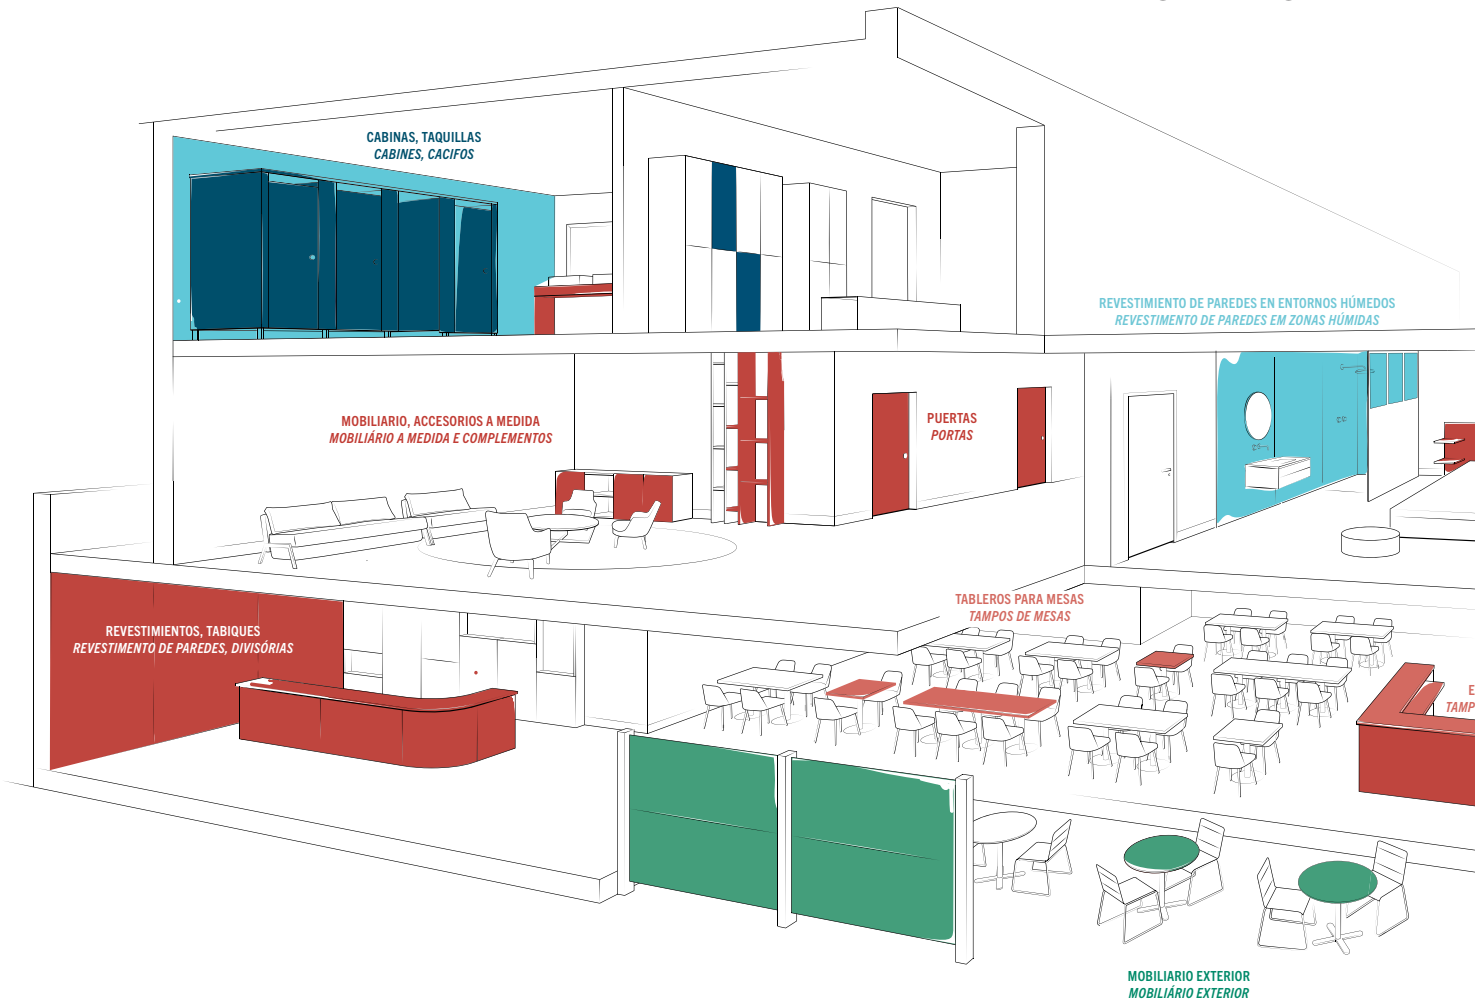 CABINAS, TAQUILLAS
CABINES, CACIFOS
REVESTIMIENTO DE PAREDES EN ENTORNOS HÚMEDOS
REVESTIMENTO DE PAREDES EM ZONAS HÚMIDAS
MOBILIARIO, ACCESORIOS A MEDIDA
MOBILIÁRIO A MEDIDA E COMPLEMENTOS
PUERTAS
PORTAS
TABLEROS PARA MESAS
TAMPOS DE MESAS
REVESTIMIENTOS, TABIQUES
REVESTIMENTO DE PAREDES, DIVISÓRIAS
MOBILIARIO EXTERIOR
MOBILIÁRIO EXTERIOR